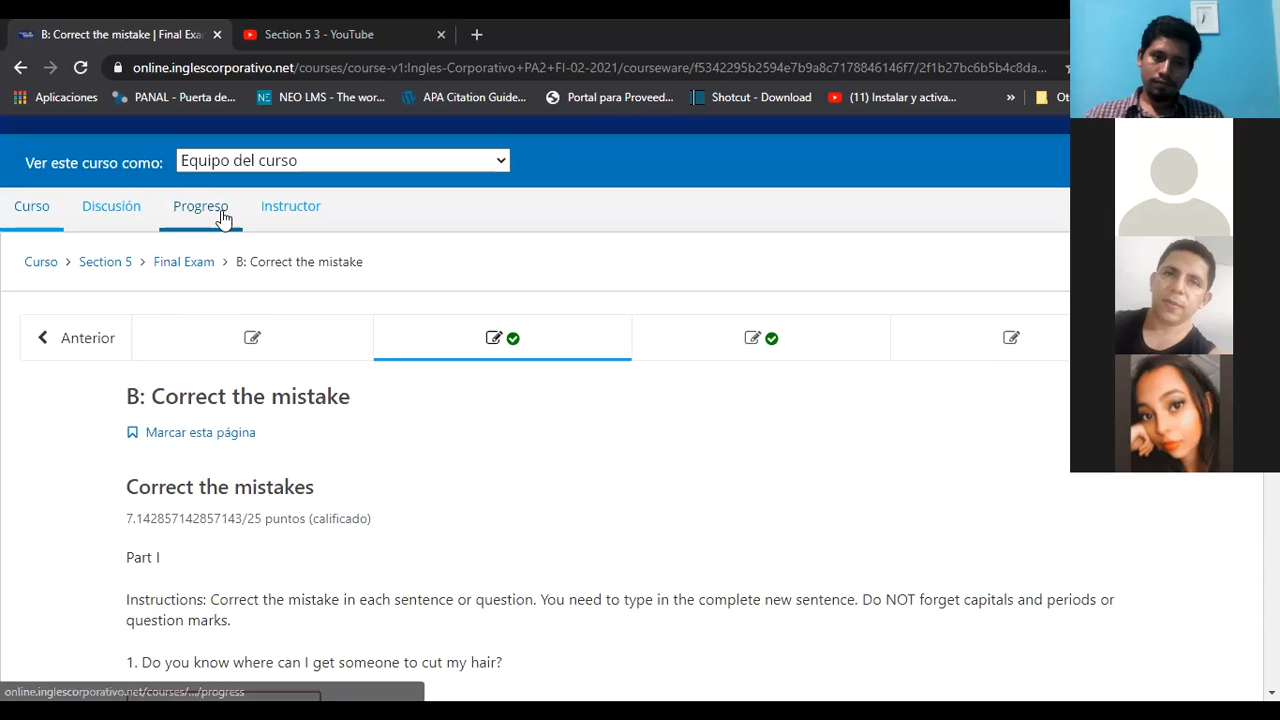 B: Correct the mistake | Final Exa
Section 5 3 - YouTube
online.inglescorporativo.net/courses/course-v1:Ingles-Corporativo+PA2+FI-02-2021/courseware/f5342295b2594e7b9a8c7178846146f7/2f1b27bc6b5b4c8da...
Aplicaciones
PANAL - Puerta de...
NEO LMS - The wor...
APA Citation Guide...
Portal para Proveed...
Shotcut - Download
(11) Instalar y activa...
»
Ot
Ver este curso como:
Equipo del curso
Curso
Discusión
Progreso
Instructor
Curso > Section 5 > Final Exam > B: Correct the mistake
Anterior
B: Correct the mistake
Marcar esta página
Correct the mistakes
7.142857142857143/25 puntos (calificado)
Part I
Instructions: Correct the mistake in each sentence or question. You need to type in the complete new sentence. Do NOT forget capitals and periods or
question marks.
1. Do you know where can I get someone to cut my hair?
online.inglescorporativo.net/courses/.../progress